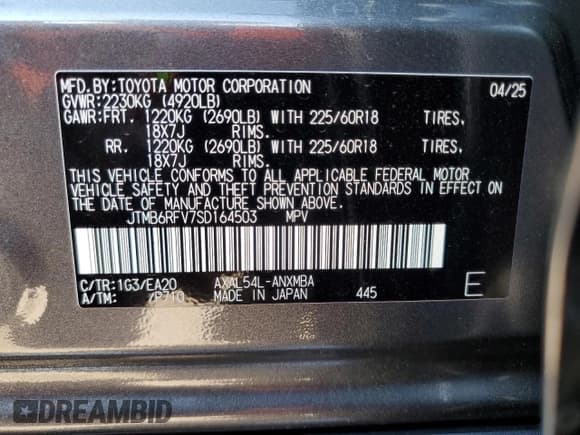 MFD.BY:TOYOTA MOTOR CORPORATION 04/25
GVWR:2230KG (4920LB)
GAWR:FRT. 1220KG (2690LB) WITH 225/60R18 TIRES,
18X7J RIMS.
RR. 1220KG (2690LB) WITH 225/60R18 TIRES,
18X7J RIMS.
THIS VEHICLE CONFORMS TO ALL APPLICABLE FEDERAL MOTOR
VEHICLE SAFETY AND THEFT PREVENTION STANDARDS IN EFFECT ON
THE DATE OF MANUFACTURE SHOWN ABOVE.
JTMB6RFV7SD164503 MPV
C/TR:1G3/EA20 AXAL54L-ANXMBA
A/TM: /P710 MADE IN JAPAN 445 E
DREAMBID